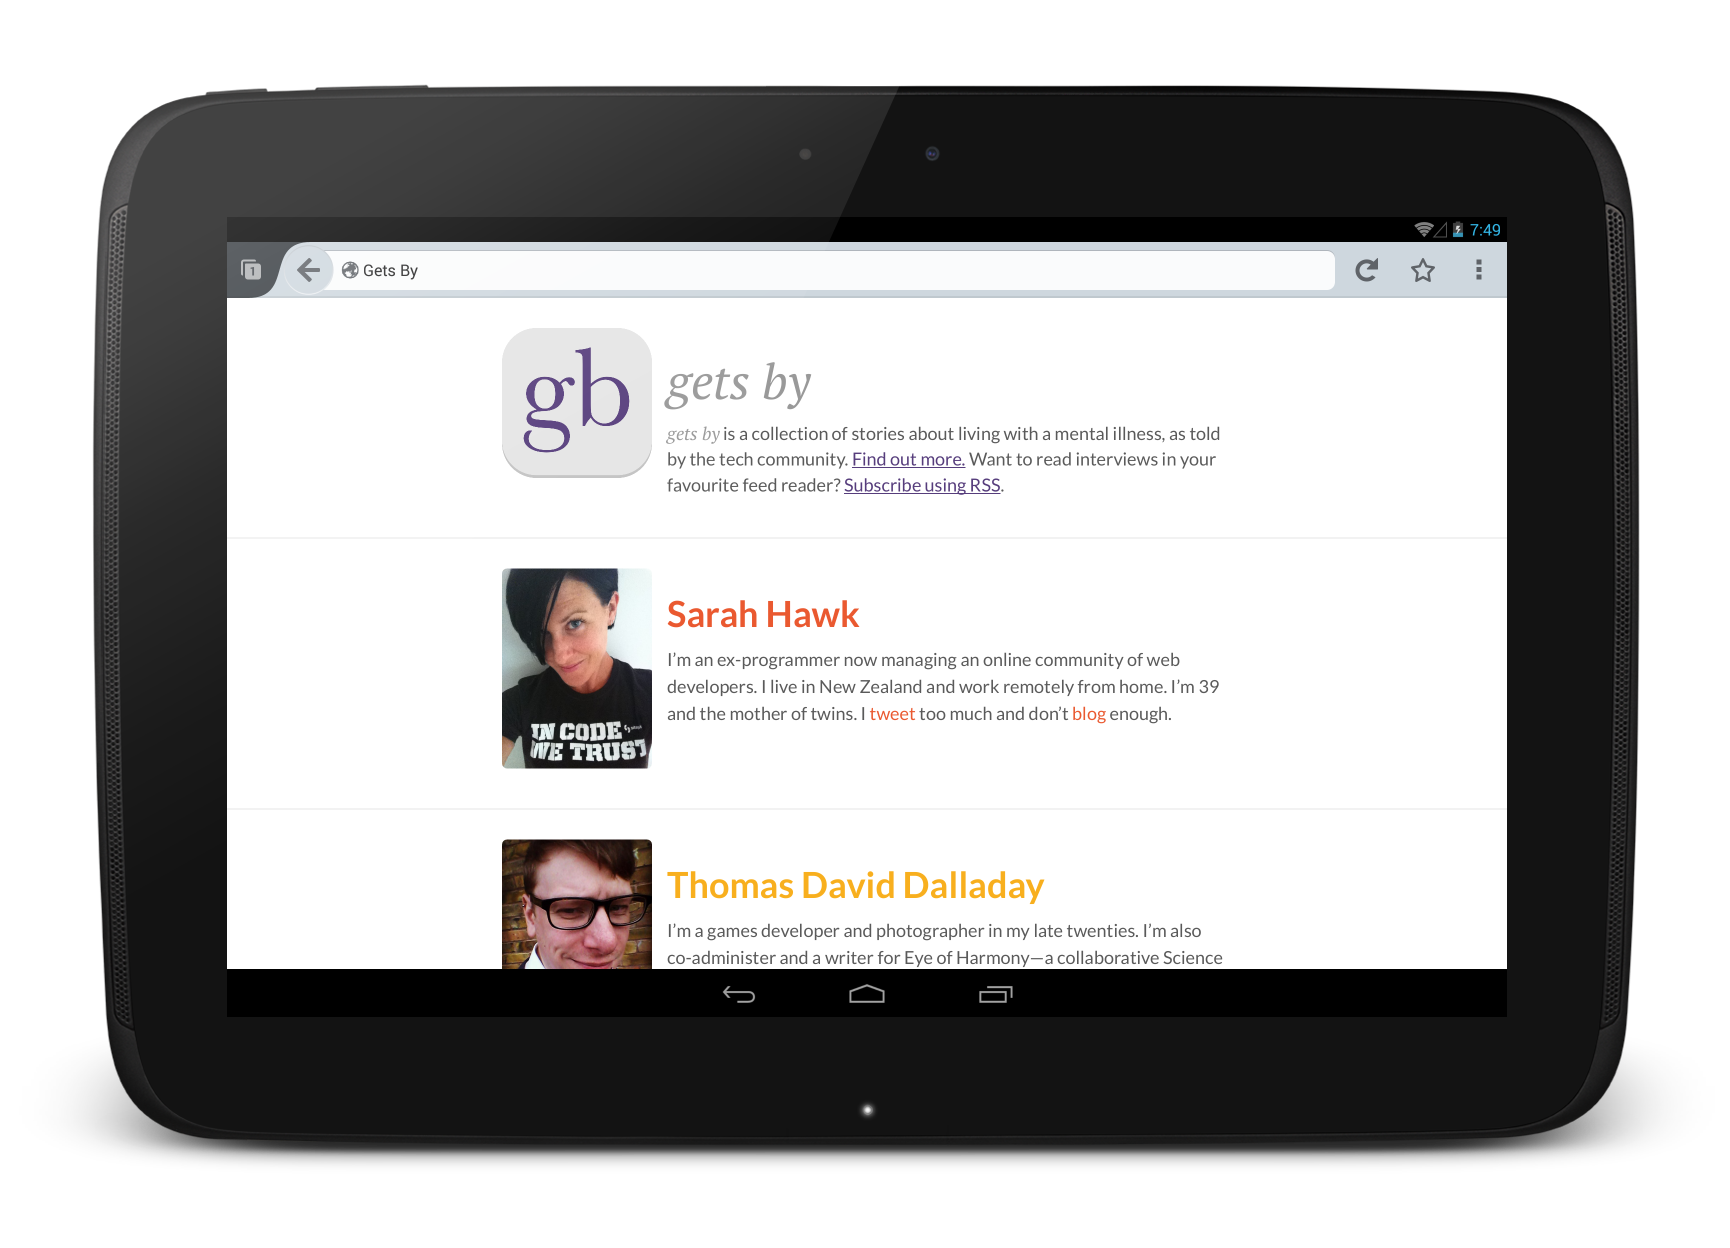 7:49
1
Gets By
gb
gets by
gets by is a collection of stories about living with a mental illness, as told
by the tech community. Find out more. Want to read interviews in your
favourite feed reader? Subscribe using RSS.
Sarah Hawk
I’m an ex-programmer now managing an online community of web
developers. I live in New Zealand and work remotely from home. I’m 39
and the mother of twins. I tweet too much and don’t blog enough.
IN CODE
WE TRUST
Thomas David Dalladay
I’m a games developer and photographer in my late twenties. I’m also
co-administer and a writer for Eye of Harmony—a collaborative Science